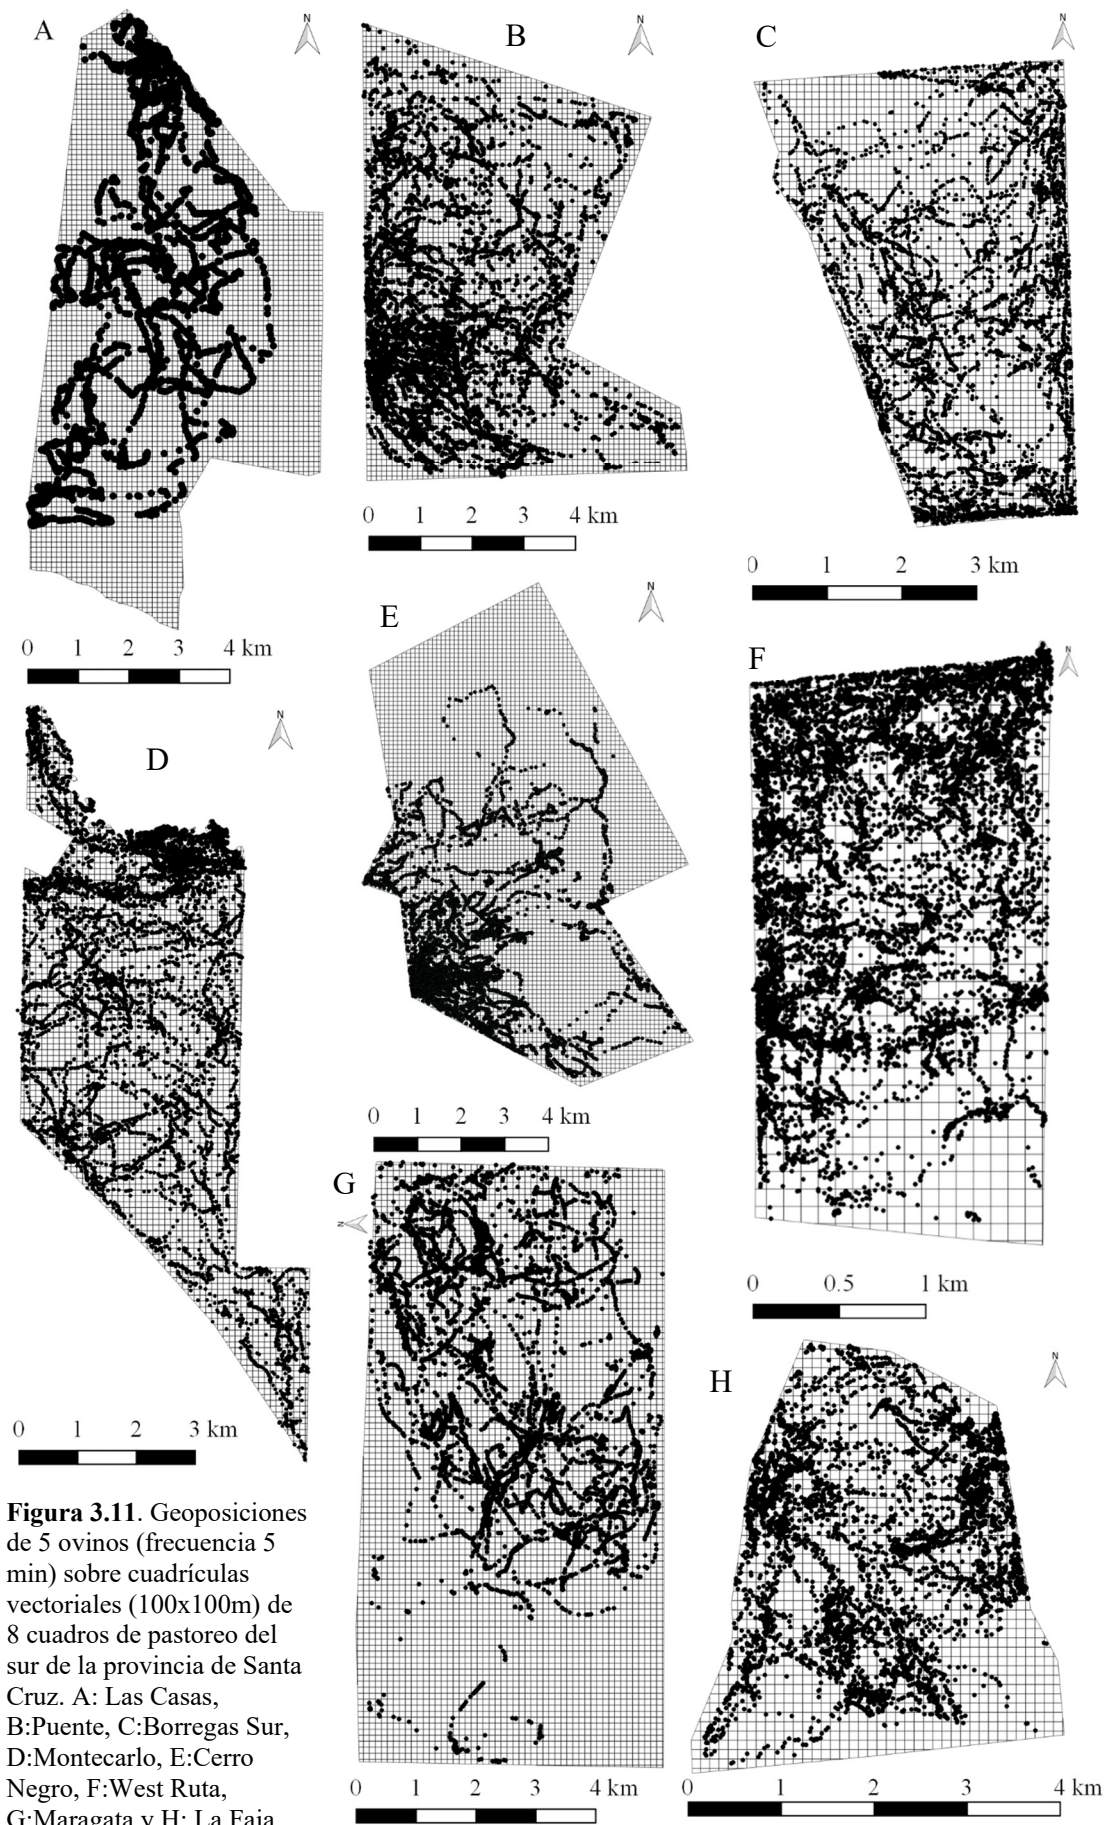 A
N
B
N
C
N
0 1 2 3 4 km
0 1 2 3 km
0 1 2 3 4 km
E
N
F
N
D
N
0 1 2 3 4 km
G
N
0 0.5 1 km
H
N
0 1 2 3 km
Figura 3.11. Geoposiciones
de 5 ovinos (frecuencia 5
min) sobre cuadrículas
vectoriales (100x100m) de
8 cuadros de pastoreo del
sur de la provincia de Santa
Cruz. A: Las Casas,
B:Puente, C:Borregas Sur,
D:Montecarlo, E:Cerro
Negro, F:West Ruta,
G:Maragata y H: La Faja
0 1 2 3 4 km
0 1 2 3 4 km